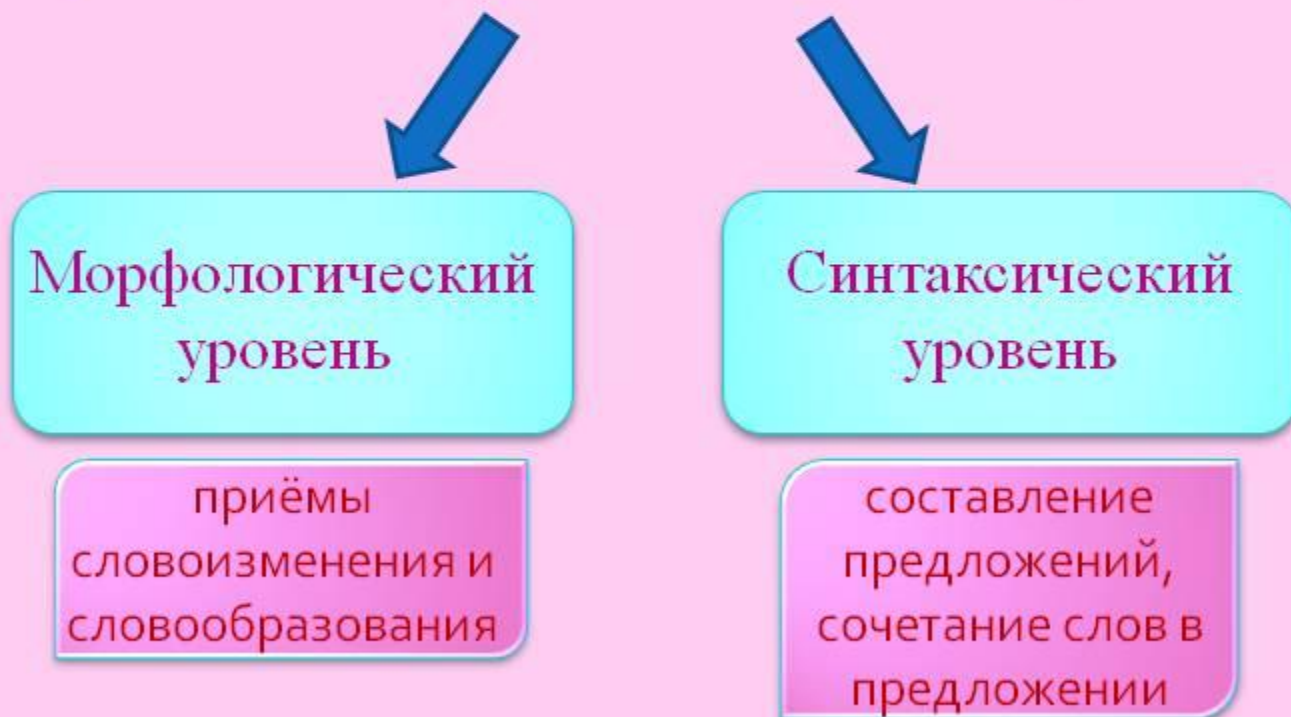 Морфологический
уровень
приёмы
словоизменения и
словообразования
Синтаксический
уровень
составление
предложений,
сочетание слов в
предложении